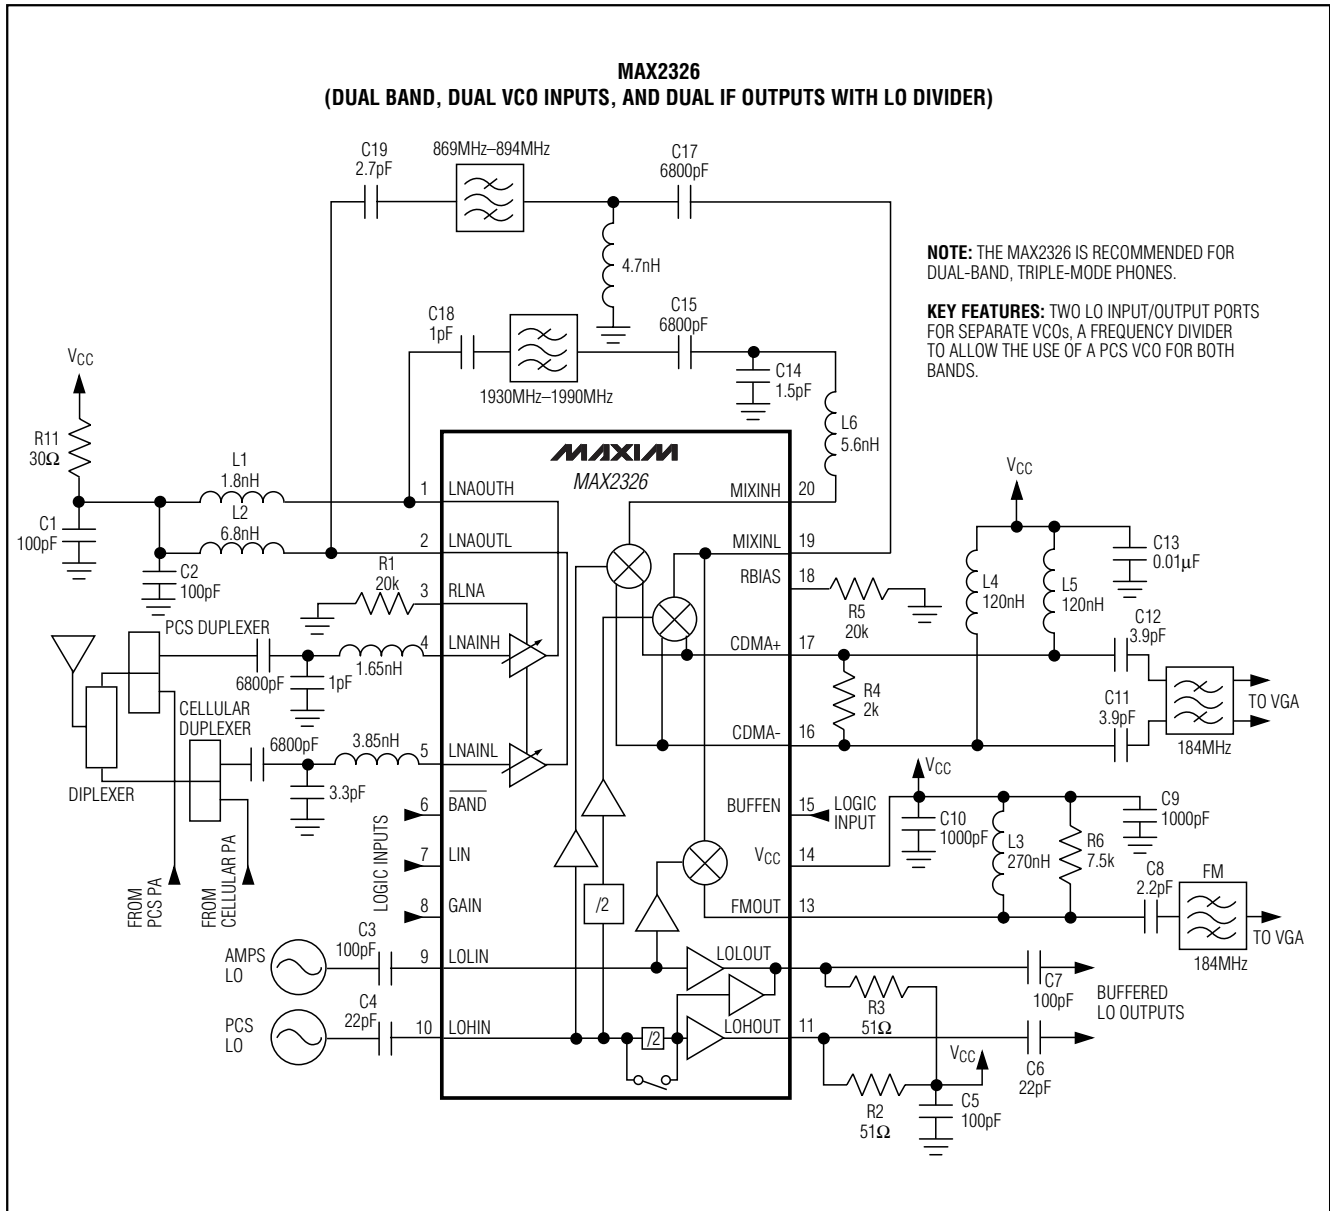 MAX2326
(DUAL BAND, DUAL VCO INPUTS, AND DUAL IF OUTPUTS WITH LO DIVIDER)
C19
2.7pF
869MHz–894MHz
C17
6800pF
4.7nH
NOTE: THE MAX2326 IS RECOMMENDED FOR
DUAL-BAND, TRIPLE-MODE PHONES.
KEY FEATURES: TWO LO INPUT/OUTPUT PORTS
FOR SEPARATE VCOs, A FREQUENCY DIVIDER
TO ALLOW THE USE OF A PCS VCO FOR BOTH
BANDS.
C18
1pF
1930MHz–1990MHz
C15
6800pF
C14
1.5pF
L6
5.6nH
VCC
R11
30Ω
C1
100pF
L1
1.8nH
L2
6.8nH
C2
100pF
R1
20k
MAXIM
MAX2326
1
LNAOUTH
2
LNAOUTL
3
RLNA
4
LNAINH
5
LNAINL
6
BAND
7
LIN
8
GAIN
9
LOLIN
10
LOHIN
MIXINH
20
MIXINL
19
RBIAS
18
CDMA+
17
CDMA-
16
BUFFEN
15
VCC
14
FMOUT
13
LOLOUT
LOHOUT
11
/2
/2
PCS DUPLEXER
6800pF
1pF
1.65nH
CELLULAR
DUPLEXER
6800pF
3.85nH
3.3pF
DIPLEXER
FROM
PCS PA
FROM
CELLULAR PA
LOGIC INPUTS
AMPS
LO
C3
100pF
PCS
LO
C4
22pF
R5
20k
VCC
L4
120nH
L5
120nH
C13
0.01µF
R4
2k
C12
3.9pF
C11
3.9pF
184MHz
TO VGA
LOGIC
INPUT
VCC
C10
1000pF
L3
270nH
R6
7.5k
C9
1000pF
C8
2.2pF
FM
184MHz
TO VGA
R3
51Ω
C7
100pF
BUFFERED
LO OUTPUTS
C6
22pF
VCC
R2
51Ω
C5
100pF